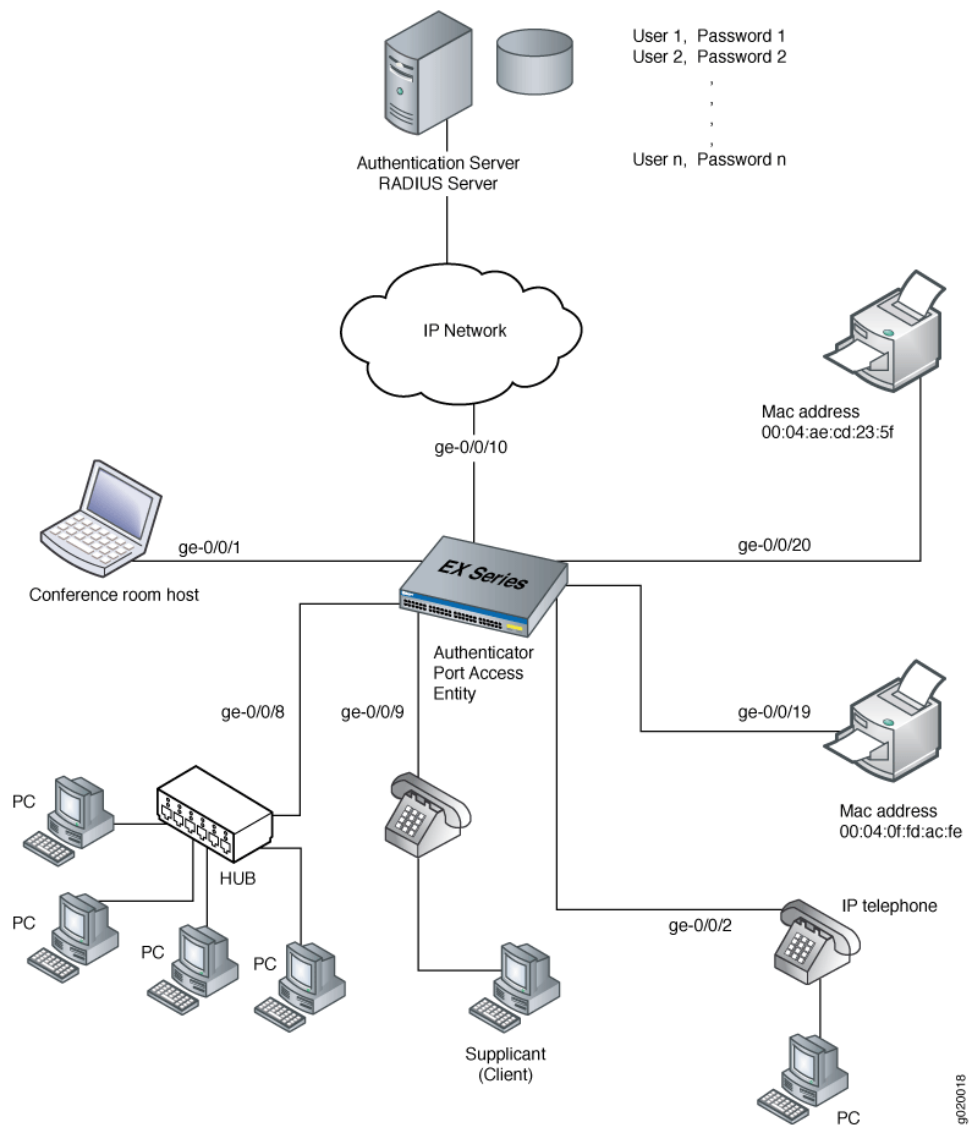 User 1, Password 1
User 2, Password 2
,
,
,
,
User n, Password n
Authentication Server
RADIUS Server
IP Network
Mac address
00:04:ae:cd:23:5f
ge-0/0/10
ge-0/0/1
ge-0/0/20
EX Series
Conference room host
Authenticator
Port Access
Entity
ge-0/0/8
ge-0/0/9
ge-0/0/19
PC
Mac address
00:04:0f:fd:ac:fe
HUB
IP telephone
PC
ge-0/0/2
PC
PC
Supplicant
(Client)
PC
g020018